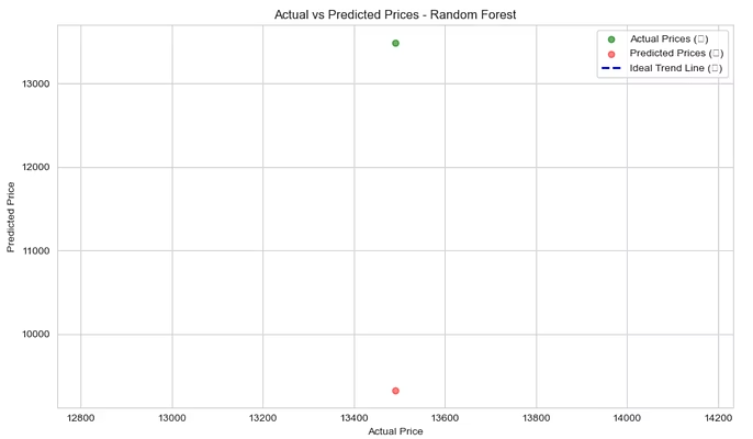 Actual vs Predicted Prices - Random Forest
Actual Prices (▯)
Predicted Prices (▯)
Ideal Trend Line (▯)
13000
12000
11000
10000
Predicted Price
12800 13000 13200 13400 13600 13800 14000 14200
Actual Price